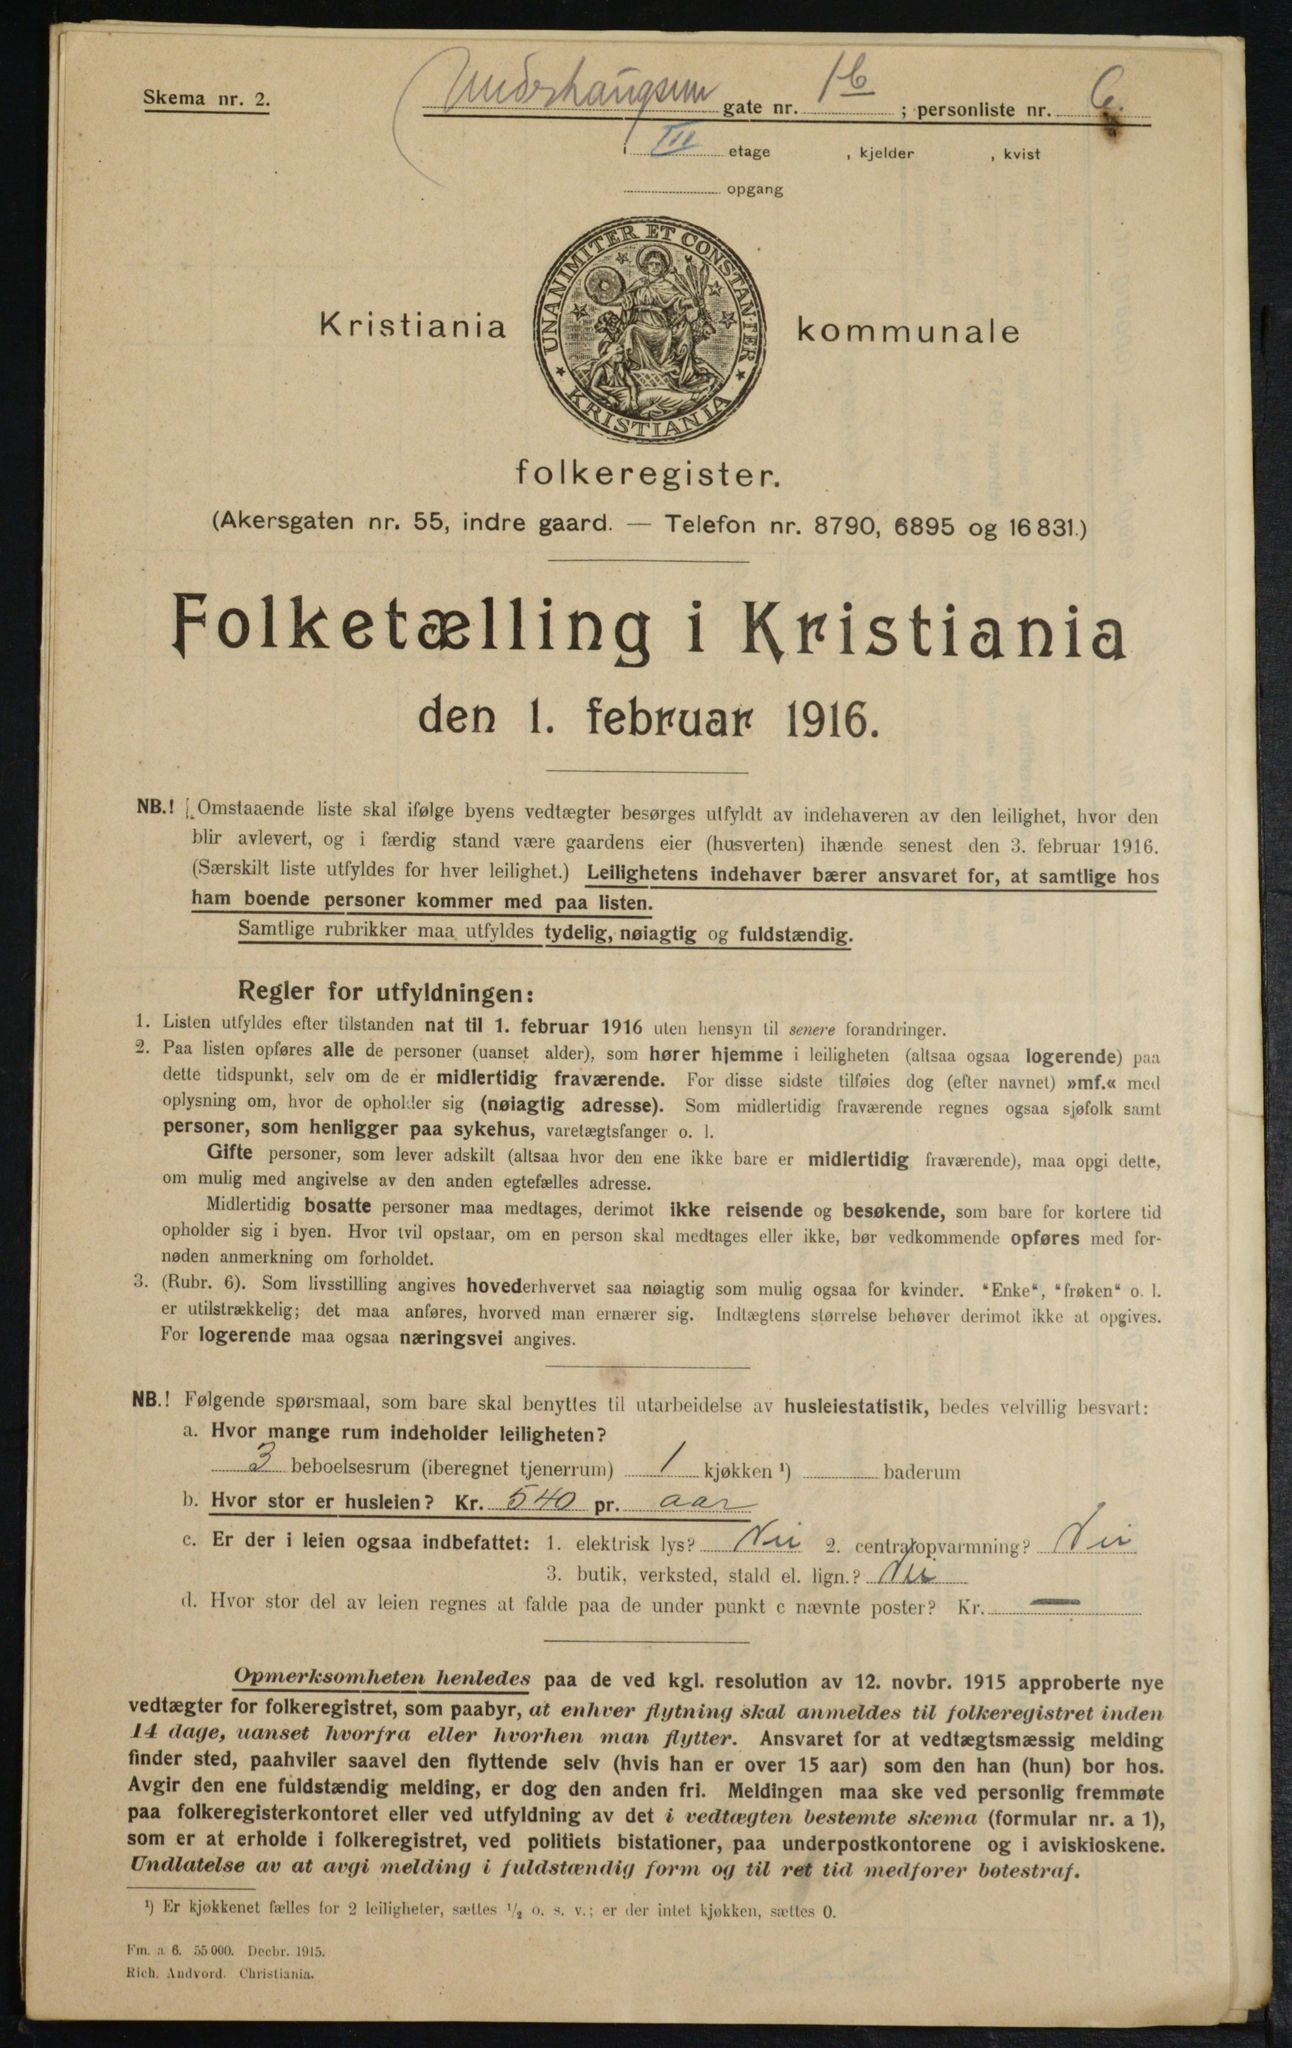 Skema nr. 2.
Underhaugsvn gate nr. 1b ; personliste nr. 6.
i III etage , kjelder , kvist
opgang
UNANIMITER ET CONSTANTER
KRISTIANIA
Kristiania kommunale
folkeregister.
(Akersgaten nr. 55, indre gaard. — Telefon nr. 8790, 6895 og 16 831.)
Folketælling i Kristiania
den 1. februar 1916.
NB.! Omstaaende liste skal ifølge byens vedtægter besørges utfyldt av indehaveren av den leilighet, hvor den
blir avlevert, og i færdig stand være gaardens eier (husverten) ihænde senest den 3. februar 1916.
(Særskilt liste utfyldes for hver leilighet.) Leilighetens indehaver bærer ansvaret for, at samtlige hos
ham boende personer kommer med paa listen.
Samtlige rubrikker maa utfyldes tydelig, nøiagtig og fuldstændig.
Regler for utfyldningen:
1. Listen utfyldes efter tilstanden nat til 1. februar 1916 uten hensyn til senere forandringer.
2. Paa listen opføres alle de personer (uanset alder), som hører hjemme i leiligheten (altsaa ogsaa logerende) paa
dette tidspunkt, selv om de er midlertidig fraværende. For disse sidste tilføies dog (efter navnet) »mf.« med
oplysning om, hvor de opholder sig (nøiagtig adresse). Som midlertidig fraværende regnes ogsaa sjøfolk samt
personer, som henligger paa sykehus, varetægtsfanger o. l.
Gifte personer, som lever adskilt (altsaa hvor den ene ikke bare er midlertidig fraværende), maa opgi dette,
om mulig med angivelse av den anden egtefælles adresse.
Midlertidig bosatte personer maa medtages, derimot ikke reisende og besøkende, som bare for kortere tid
opholder sig i byen. Hvor tvil opstaar, om en person skal medtages eller ikke, bør vedkommende opføres med for-
nøden anmerkning om forholdet.
3. (Rubr. 6). Som livsstilling angives hovederhvervet saa nøiagtig som mulig ogsaa for kvinder. "Enke", "frøken" o. l.
er utilstrækkelig; det maa anføres, hvorved man ernærer sig. Indtægtens størrelse behøver derimot ikke at opgives.
For logerende maa ogsaa næringsvei angives.
NB.! Følgende spørsmaal, som bare skal benyttes til utarbeidelse av husleiestatistik, bedes velvillig besvart:
a. Hvor mange rum indeholder leiligheten?
3 beboelsesrum (iberegnet tjenerrum) 1 kjøkken ¹) baderum
b. Hvor stor er husleien? Kr. 540 pr. aar
c. Er der i leien ogsaa indbefattet: 1. elektrisk lys? Nei 2. centralopvarmning? Nei
3. butik, verksted, stald el. lign.? Nei
d. Hvor stor del av leien regnes at falde paa de under punkt c nævnte poster? Kr. —
Opmerksomheten henledes paa de ved kgl. resolution av 12. novbr. 1915 approberte nye
vedtægter for folkeregistret, som paabyr, at enhver flytning skal anmeldes til folkeregistret inden
14 dage, uanset hvorfra eller hvorhen man flytter. Ansvaret for at vedtægtsmæssig melding
finder sted, paahviler saavel den flyttende selv (hvis han er over 15 aar) som den han (hun) bor hos.
Avgir den ene fuldstændig melding, er dog den anden fri. Meldingen maa ske ved personlig fremmøte
paa folkeregisterkontoret eller ved utfyldning av det i vedtægten bestemte skema (formular nr. a 1),
som er at erholde i folkeregistret, ved politiets bistationer, paa underpostkontorene og i aviskioskene.
Undlatelse av at avgi melding i fuldstændig form og til ret tid medfører bøtestraf.
¹) Er kjøkkenet fælles for 2 leiligheter, sættes ½ o. s. v.; er der intet kjøkken, sættes 0.
Fm. a 6. 55 000. Decbr. 1915.
Rich. Andvord. Christiania.